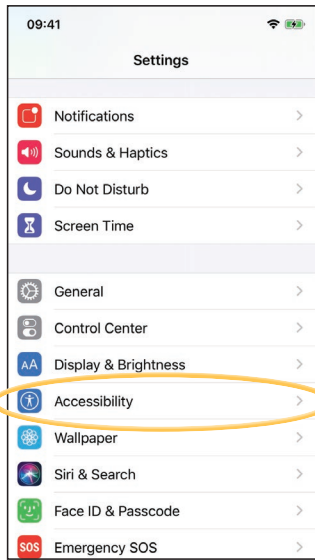 09:41
Settings
Notifications
Sounds & Haptics
Do Not Disturb
Screen Time
General
Control Center
AA Display & Brightness
Accessibility
Wallpaper
Siri & Search
Face ID & Passcode
SOS Emergency SOS